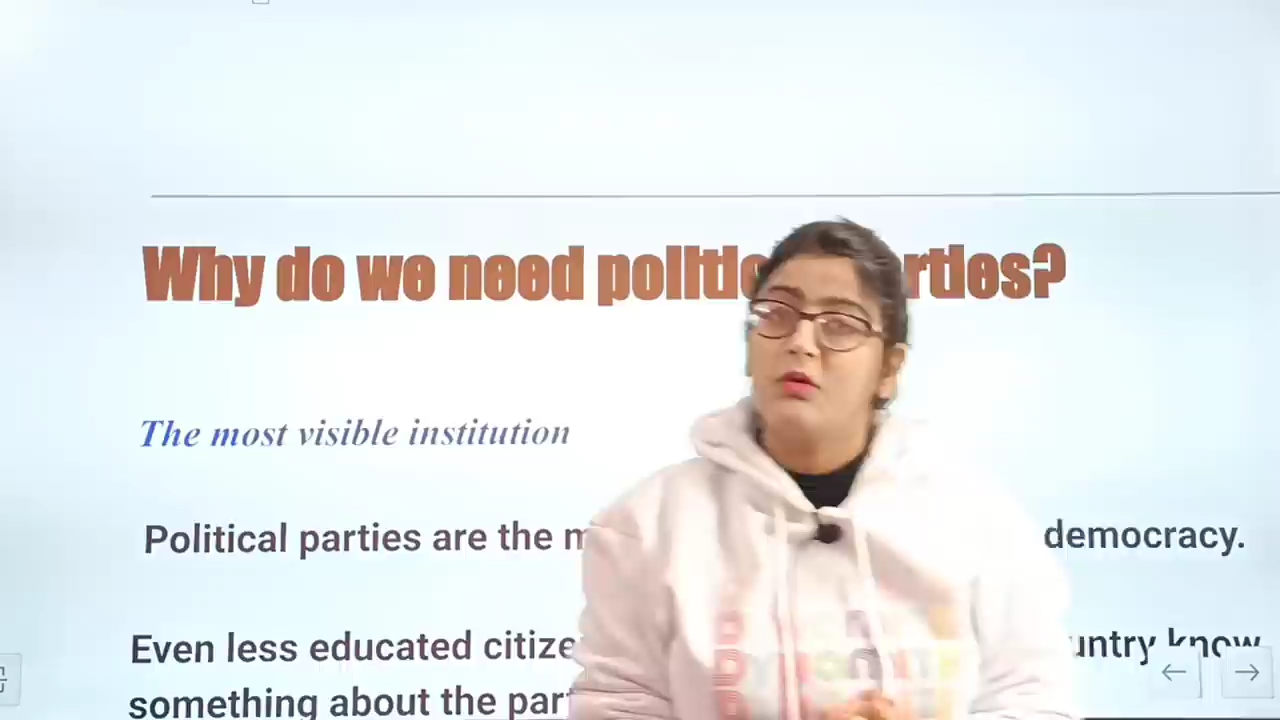 Why do we need politic rties?
The most visible institution
Political parties are the m democracy.
Even less educated citize untry know
something about the par